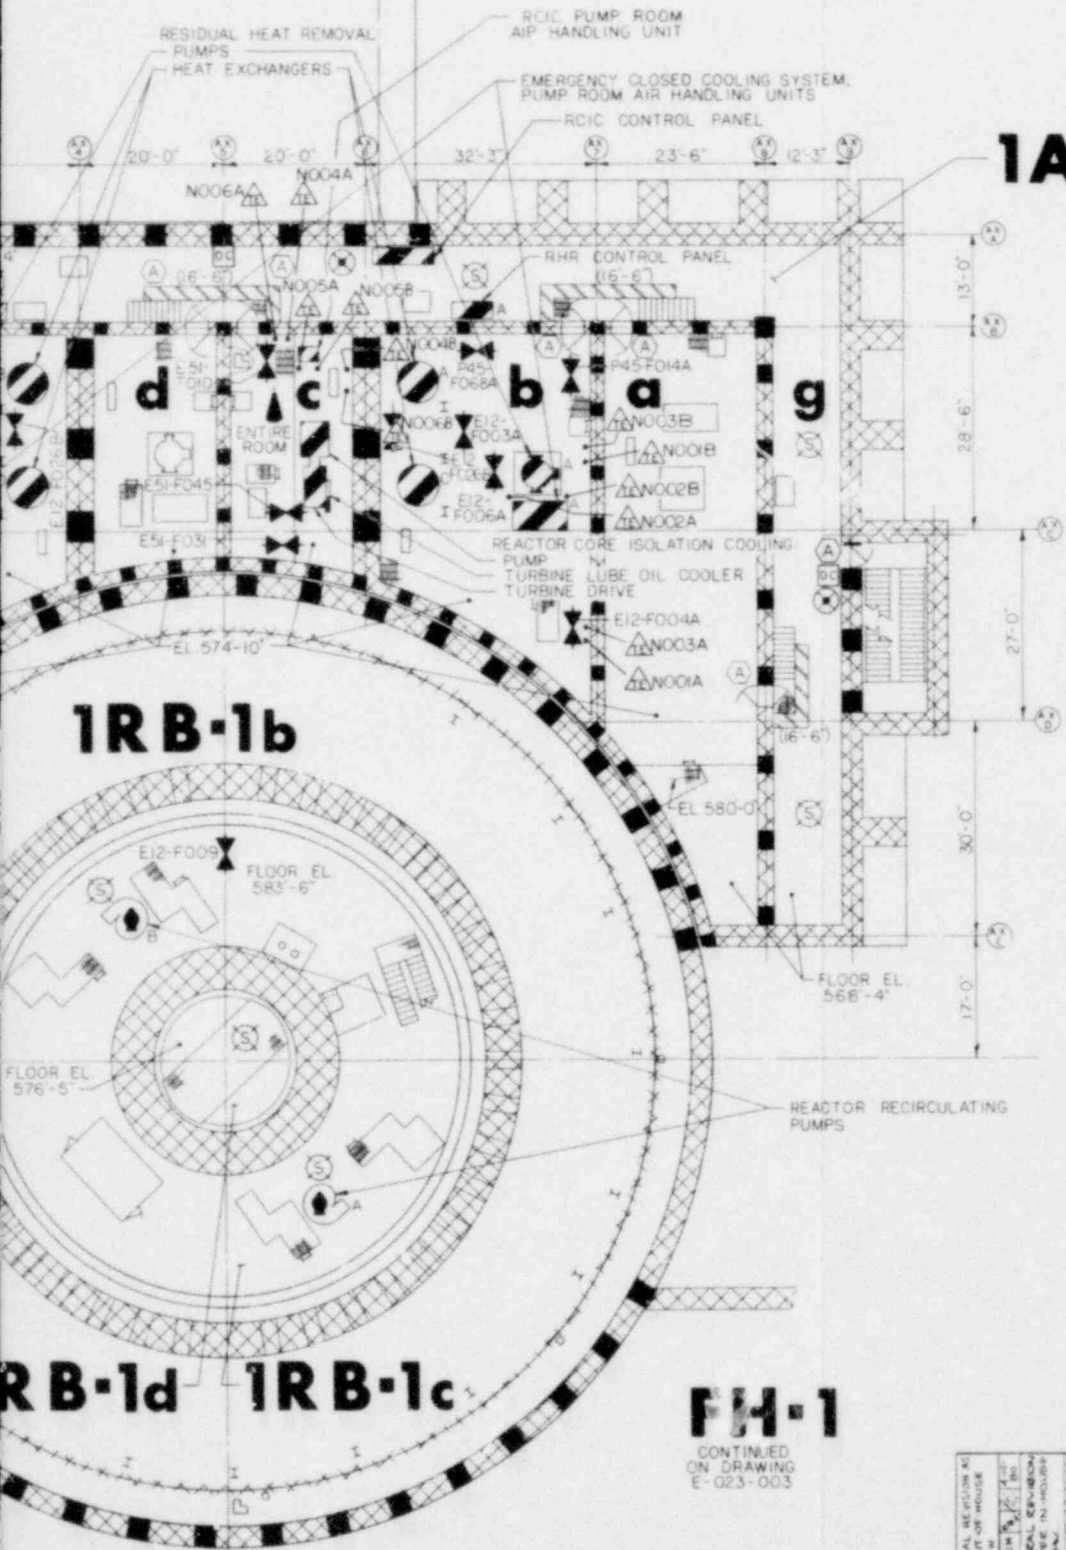 RCIC PUMP ROOM
AIP HANDLING UNIT
RESIDUAL HEAT REMOVAL
PUMPS
HEAT EXCHANGERS
EMERGENCY CLOSED COOLING SYSTEM,
PUMP ROOM AIR HANDLING UNITS
RCIC CONTROL PANEL
20'-0"
20'-0"
32'-3"
23'-6"
12'-3"
1A
N006A
N004A
RHR CONTROL PANEL
(16'-6")
(16'-6")
DC
A
A
S
N005A
N005B
13'-0"
A
A
N004B
P45-
F068A
P45-F014A
E51-
F010
d
c
b
a
g
ENTIRE
ROOM
N006B
E12-
F003A
N003B
N001B
S
28'-6"
E12-F026B
E51-F045
E12-
F006A
N002B
N002A
E51-F031
REACTOR CORE ISOLATION COOLING
PUMP
TURBINE LUBE OIL COOLER
TURBINE DRIVE
A
DC
E12-F004A
N003A
N001A
EL. 574'-10"
27'-0"
A
(16'-6")
1RB-1b
EL. 580'-0"
S
30'-0"
E12-F009
FLOOR EL.
583'-6"
S
B
FLOOR EL.
568'-4"
17'-0"
S
FLOOR EL.
576'-5"
REACTOR RECIRCULATING
PUMPS
S
A
RB-1d
1RB-1c
FH-1
CONTINUED
ON DRAWING
E-023-003